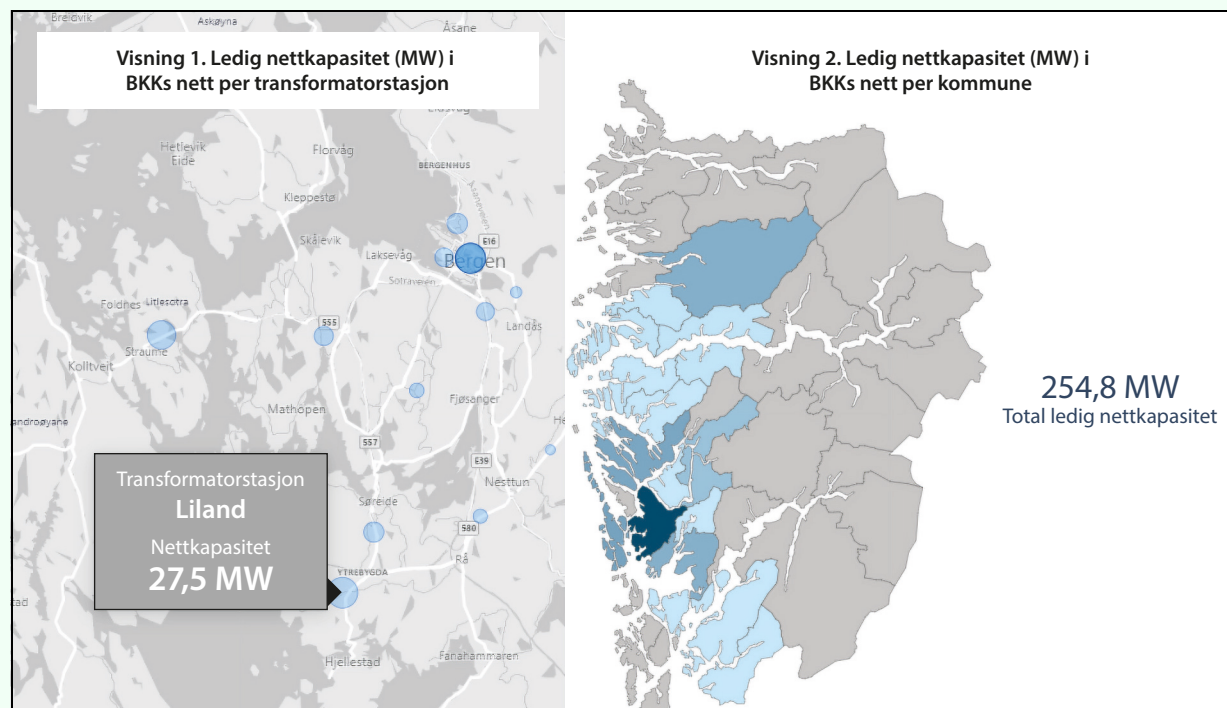 Breidvik
Askøyna
Åsane
Visning 1. Ledig nettkapasitet (MW) i
BKKs nett per transformatorstasjon
Hetlevik
Eide
Florvåg
BERGENHUS
Kleppestø
Skålevik
Laksevåg
E16
Bergen
Sotraveien
Foldnes
Litlesotra
555
Landås
Straume
Kolltveit
Mathopen
Fjøsanger
557
E39
Nesttun
Transformatorstasjon
Liland
Nettkapasitet
27,5 MW
Søreide
580
Rå
YTREBYGDA
Hjellestad
Fanahammaren
Visning 2. Ledig nettkapasitet (MW) i
BKKs nett per kommune
254,8 MW
Total ledig nettkapasitet